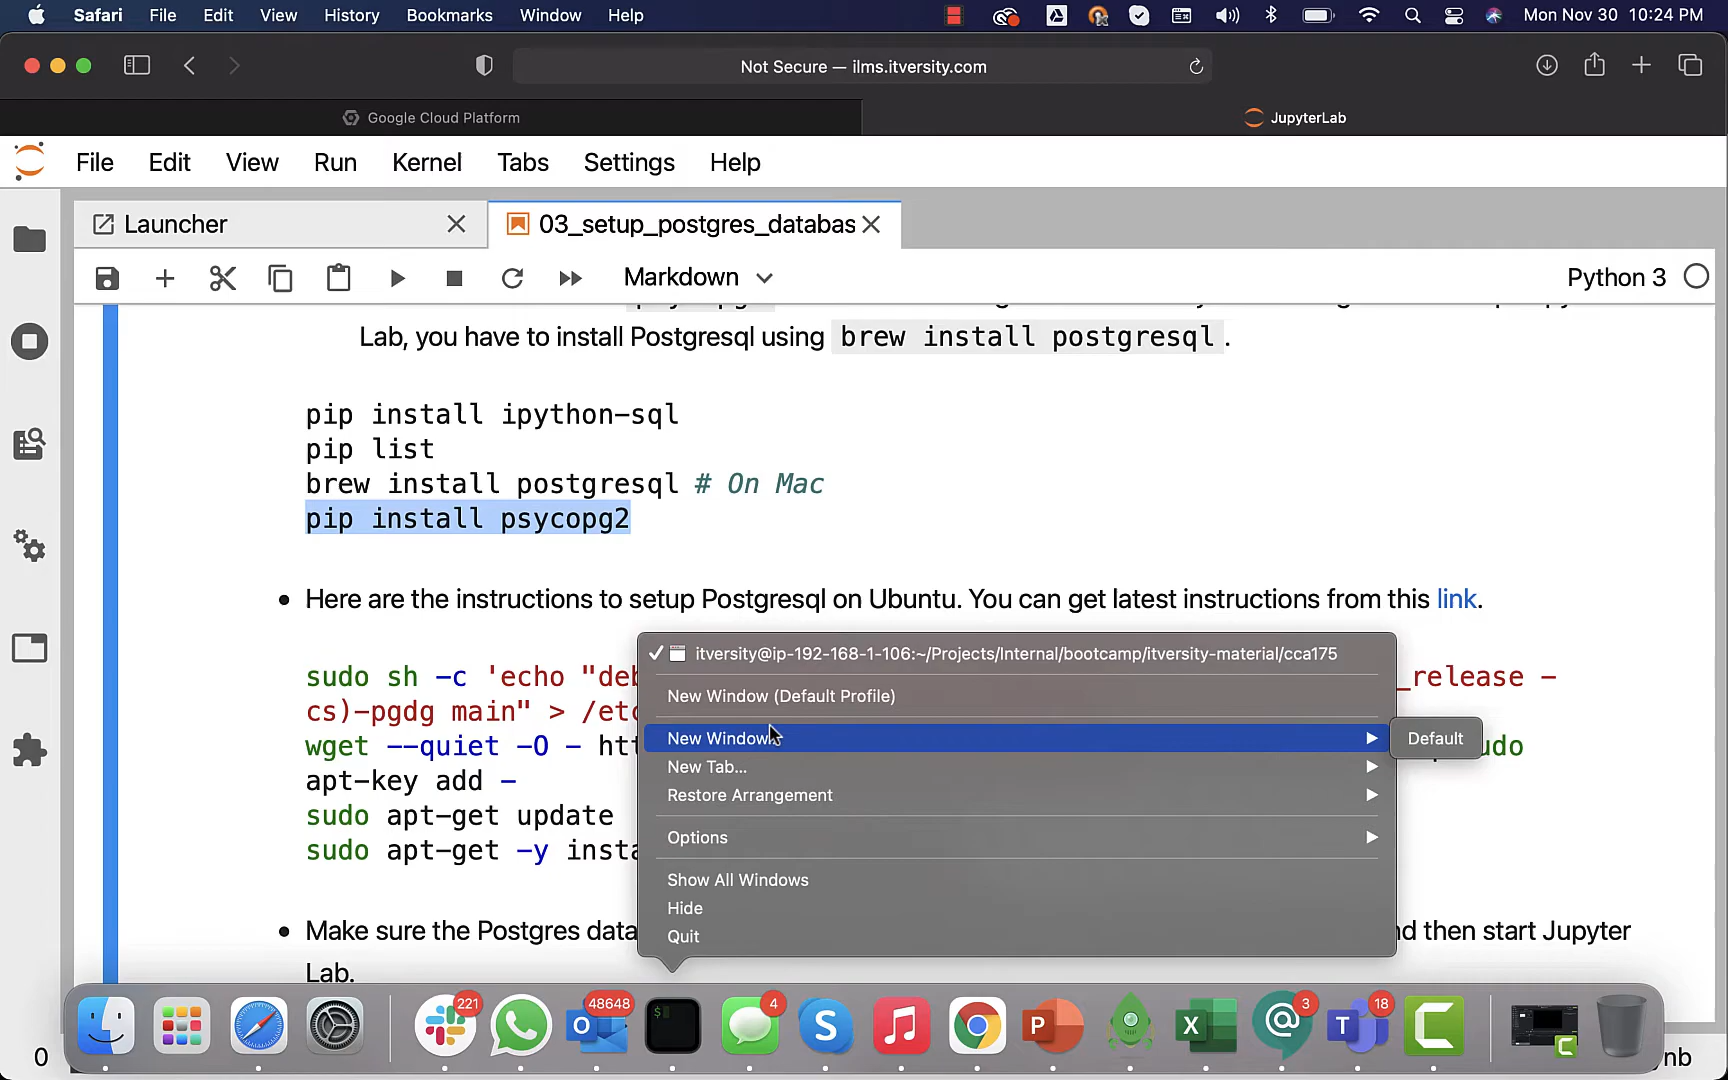 Safari File Edit View History Bookmarks Window Help Mon Nov 30 10:24 PM
Not Secure — ilms.itversity.com
Google Cloud Platform JupyterLab
File Edit View Run Kernel Tabs Settings Help
Launcher 03_setup_postgres_databas
Markdown Python 3
Lab, you have to install Postgresql using brew install postgresql.
pip install ipython-sql
pip list
brew install postgresql # On Mac
pip install psycopg2
Here are the instructions to setup Postgresql on Ubuntu. You can get latest instructions from this link.
itversity@ip-192-168-1-106:~/Projects/Internal/bootcamp/itversity-material/cca175
sudo sh -c 'echo "deb _release -
New Window (Default Profile)
cs)-pgdg main" > /etc
New Window Default
wget --quiet -O - htt udo
New Tab...
apt-key add -
Restore Arrangement
sudo apt-get update
Options
sudo apt-get -y insta
Show All Windows
Hide
Make sure the Postgres data nd then start Jupyter
Quit
Lab.
221 48648 4 3 18
0 nb